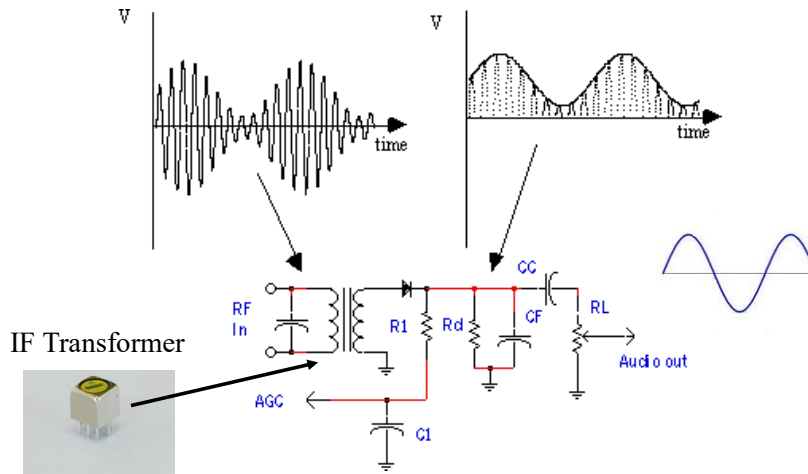 V
V
time
time
CC
RF
In
R1
Rd
CF
RL
IF Transformer
Audio out
AGC
C1